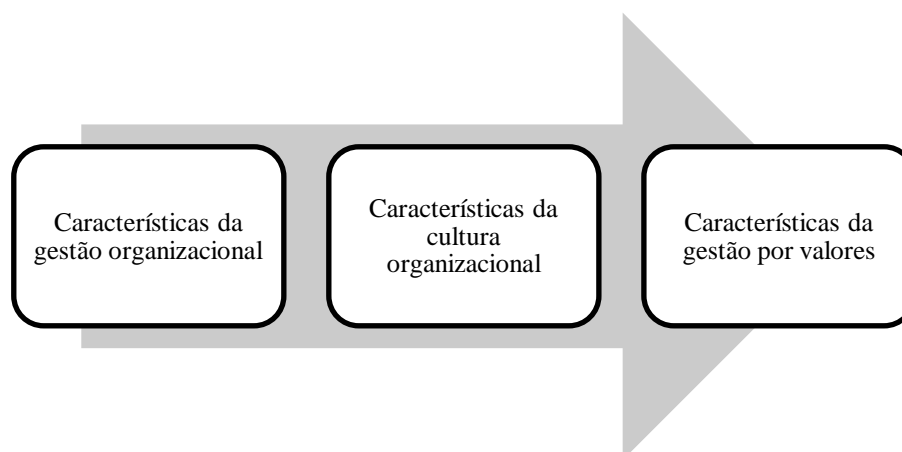 Características da
gestão organizacional
Características da
cultura
organizacional
Características da
gestão por valores